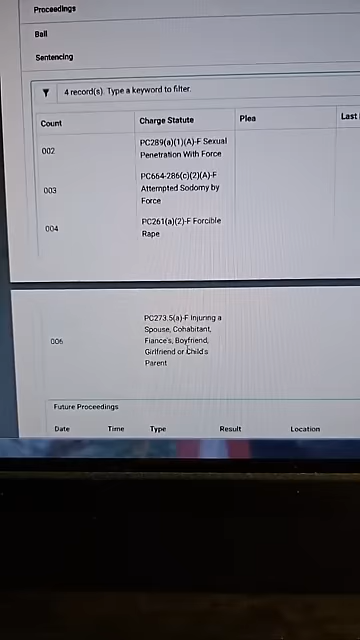 Proceedings
Bail
Sentencing
4 record(s). Type a keyword to filter.
Count Charge Statute Plea Last
002 PC289(a)(1)(A)-F Sexual
Penetration With Force
003 PC664-286(c)(2)(A)-F
Attempted Sodomy by
Force
004 PC261(a)(2)-F Forcible
Rape
006 PC273.5(a)-F Injuring a
Spouse, Cohabitant,
Fiance's, Boyfriend,
Girlfriend or Child's
Parent
Future Proceedings
Date Time Type Result Location